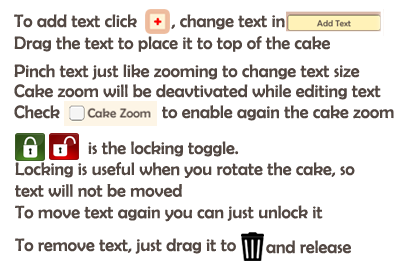 To add text click + , change text in Add Text
Drag the text to place it to top of the cake
Pinch text just like zooming to change text size
Cake zoom will be deavtivated while editing text
Check Cake Zoom to enable again the cake zoom
is the locking toggle.
Locking is useful when you rotate the cake, so
text will not be moved
To move text again you can just unlock it
To remove text, just drag it to and release